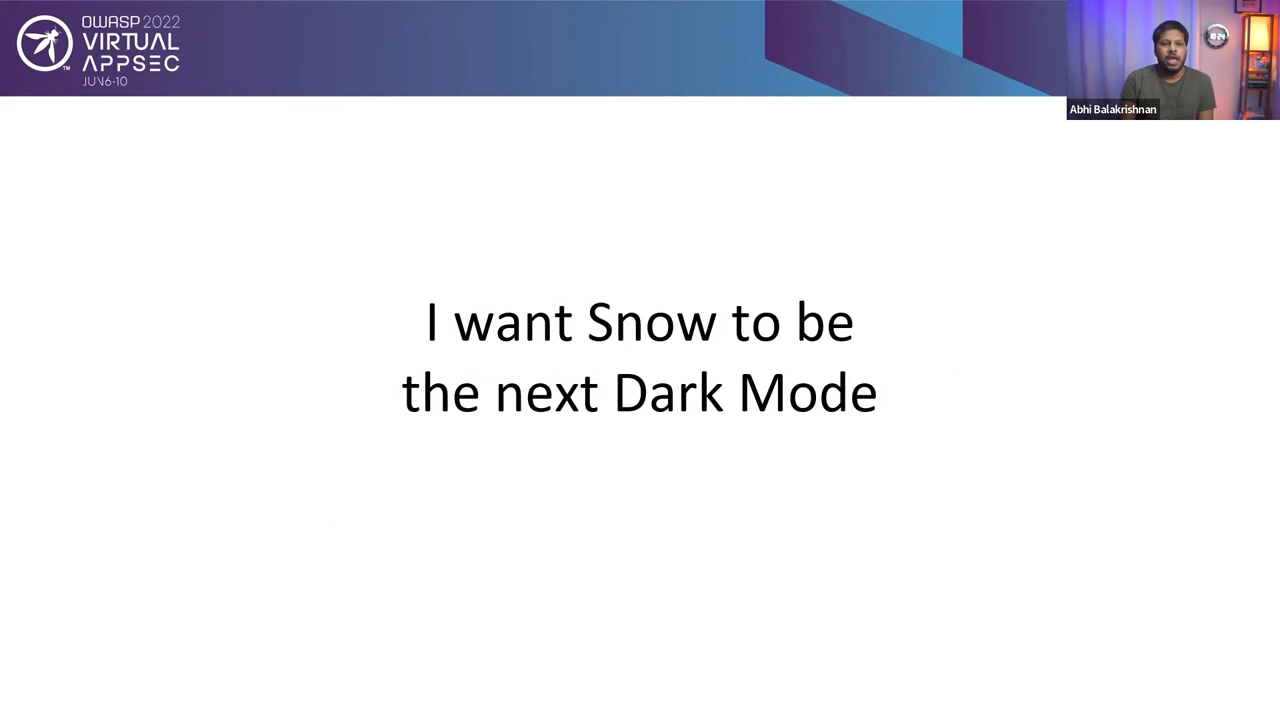 OWASP 2022
VIRTUAL
APPSEC
JUN 6-10
Abhi Balakrishnan
I want Snow to be
the next Dark Mode